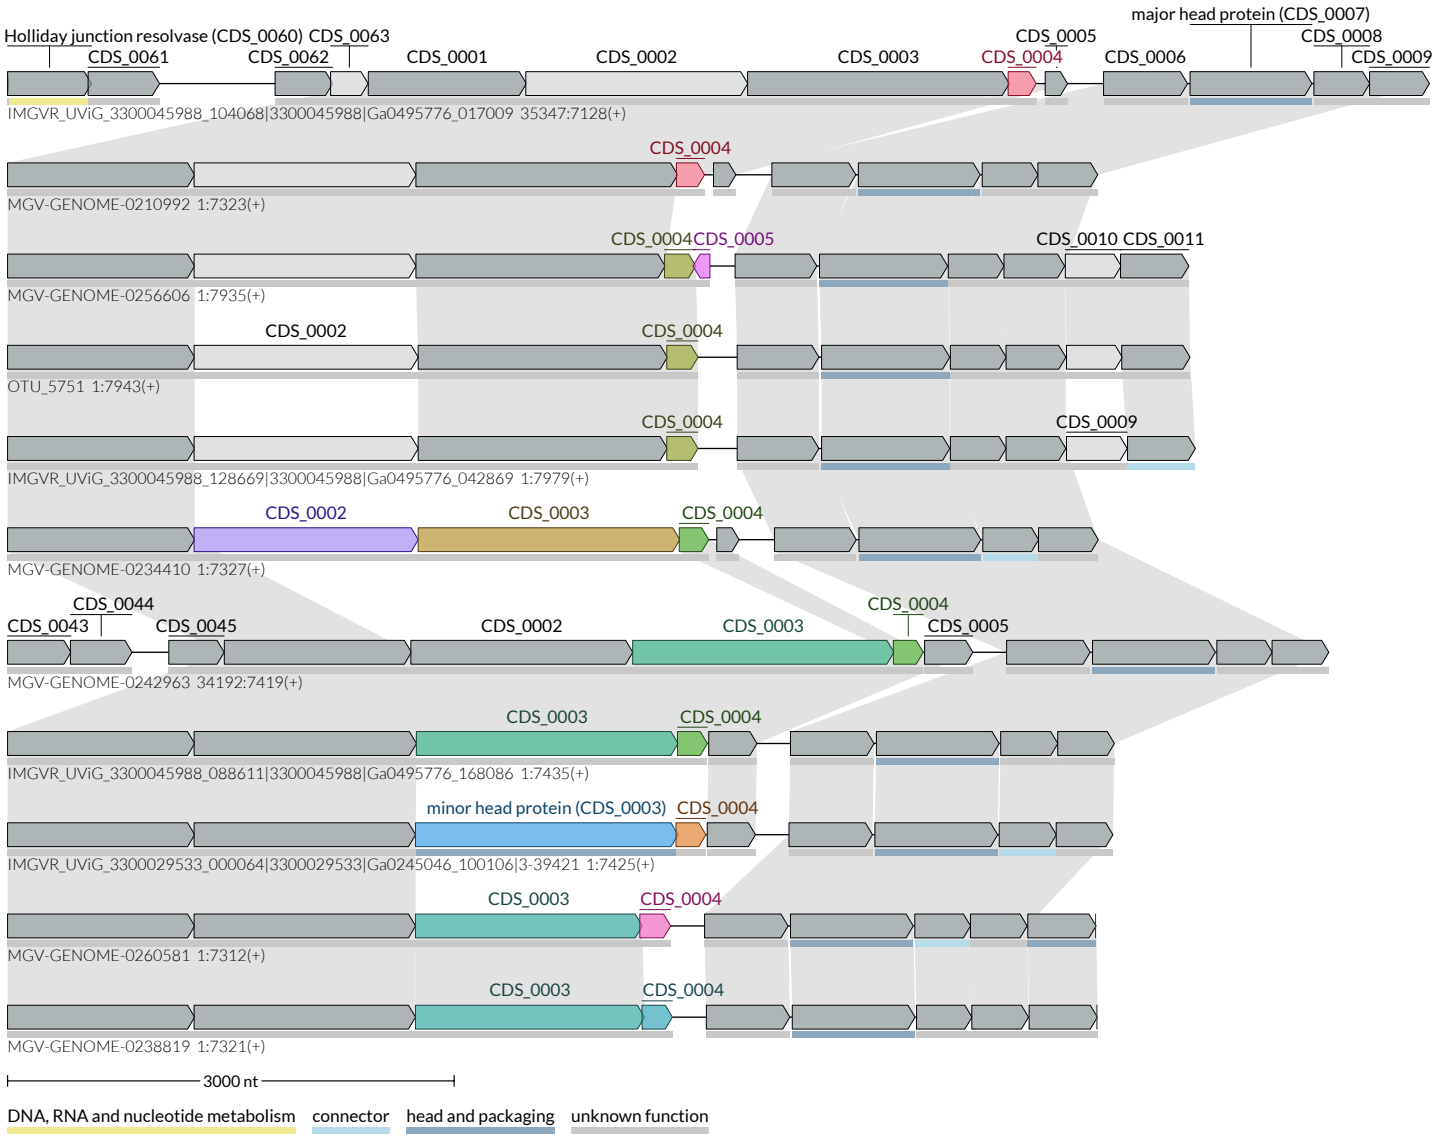 major head protein (CDS_0007)
Holliday junction resolvase (CDS_0060) CDS_0063 CDS_0005 CDS_0008
CDS_0061 CDS_0062 CDS_0001 CDS_0002 CDS_0003 CDS_0004 CDS_0006 CDS_0009
IMGVR_UViG_3300045988_104068|3300045988|Ga0495776_017009 35347:7128(+)
CDS_0004
MGV-GENOME-0210992 1:7323(+)
CDS_0004 CDS_0005 CDS_0010 CDS_0011
MGV-GENOME-0256606 1:7935(+)
CDS_0002 CDS_0004
OTU_5751 1:7943(+)
CDS_0004 CDS_0009
IMGVR_UViG_3300045988_128669|3300045988|Ga0495776_042869 1:7979(+)
CDS_0002 CDS_0003 CDS_0004
MGV-GENOME-0234410 1:7327(+)
CDS_0044 CDS_0004
CDS_0043 CDS_0045 CDS_0002 CDS_0003 CDS_0005
MGV-GENOME-0242963 34192:7419(+)
CDS_0003 CDS_0004
IMGVR_UViG_3300045988_088611|3300045988|Ga0495776_168086 1:7435(+)
minor head protein (CDS_0003) CDS_0004
IMGVR_UViG_3300029533_000064|3300029533|Ga0245046_100106|3-39421 1:7425(+)
CDS_0003 CDS_0004
MGV-GENOME-0260581 1:7312(+)
CDS_0003 CDS_0004
MGV-GENOME-0238819 1:7321(+)
3000 nt
DNA, RNA and nucleotide metabolism connector head and packaging unknown function